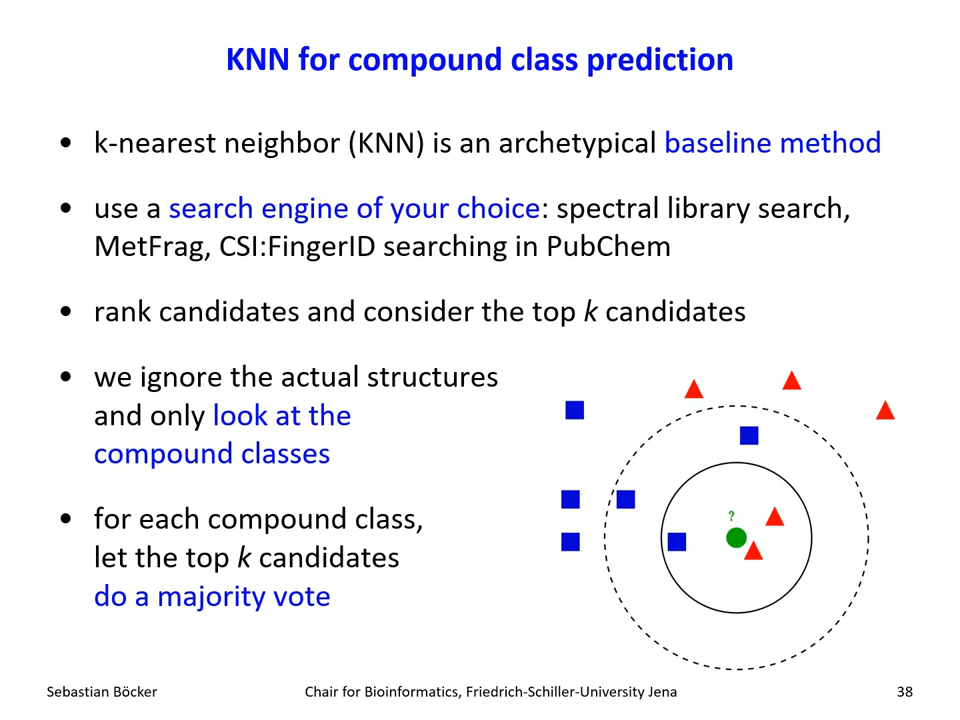 KNN for compound class prediction
• k-nearest neighbor (KNN) is an archetypical baseline method
• use a search engine of your choice: spectral library search,
MetFrag, CSI:FingerID searching in PubChem
• rank candidates and consider the top k candidates
• we ignore the actual structures
and only look at the
compound classes
• for each compound class,
let the top k candidates
do a majority vote
?
Sebastian Böcker
Chair for Bioinformatics, Friedrich-Schiller-University Jena
38